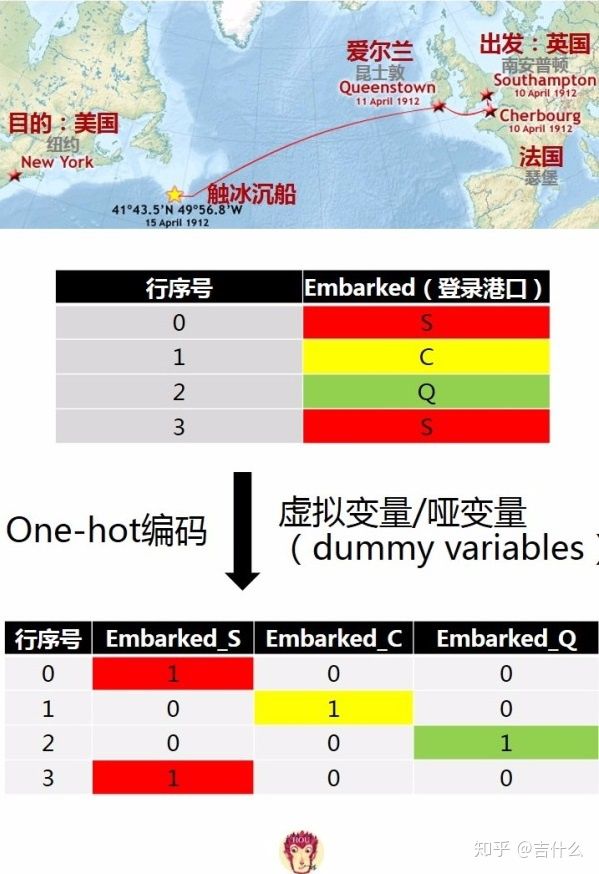 爱尔兰
昆士敦
Queenstown
11 April 1912
出发：英国
南安普顿
Southampton
10 April 1912
Cherbourg
10 April 1912
法国
瑟堡
目的：美国
纽约
New York
触冰沉船
41°43.5'N 49°56.8'W
15 April 1912
行序号 Embarked（登录港口）
0 S
1 C
2 Q
3 S
One-hot编码
虚拟变量/哑变量
（dummy variables）
行序号 Embarked_S Embarked_C Embarked_Q
0 1 0 0
1 0 1 0
2 0 0 1
3 1 0 0
HOU
知乎 @吉什么